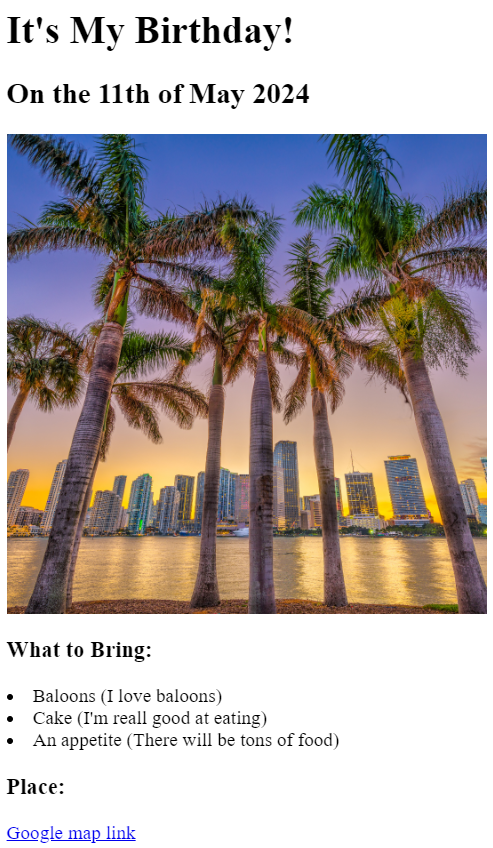 It's My Birthday!
On the 11th of May 2024
What to Bring:
Baloons (I love baloons)
Cake (I'm reall good at eating)
An appetite (There will be tons of food)
Place:
Google map link